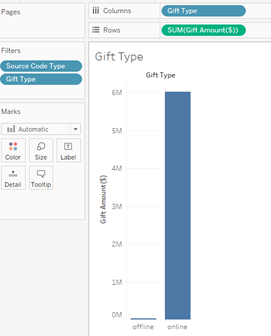 Pages
Columns
Gift Type
Rows
SUM(Gift Amount($))
Filters
Source Code Type
Gift Type
Marks
Automatic
Color
Size
Label
Detail
Tooltip
Gift Type
Gift Type
Gift Amount($)
6M
5M
4M
3M
2M
1M
0M
offline
online